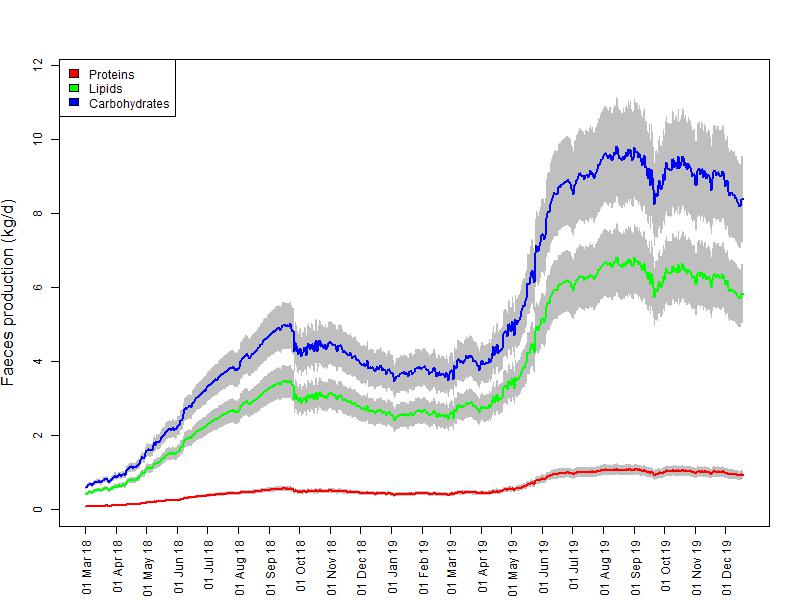 Proteins
Lipids
Carbohydrates
Faeces production (kg/d)
12
10
8
6
4
2
0
01 Mar 18
01 Apr 18
01 May 18
01 Jun 18
01 Jul 18
01 Aug 18
01 Sep 18
01 Oct 18
01 Nov 18
01 Dec 18
01 Jan 19
01 Feb 19
01 Mar 19
01 Apr 19
01 May 19
01 Jun 19
01 Jul 19
01 Aug 19
01 Sep 19
01 Oct 19
01 Nov 19
01 Dec 19